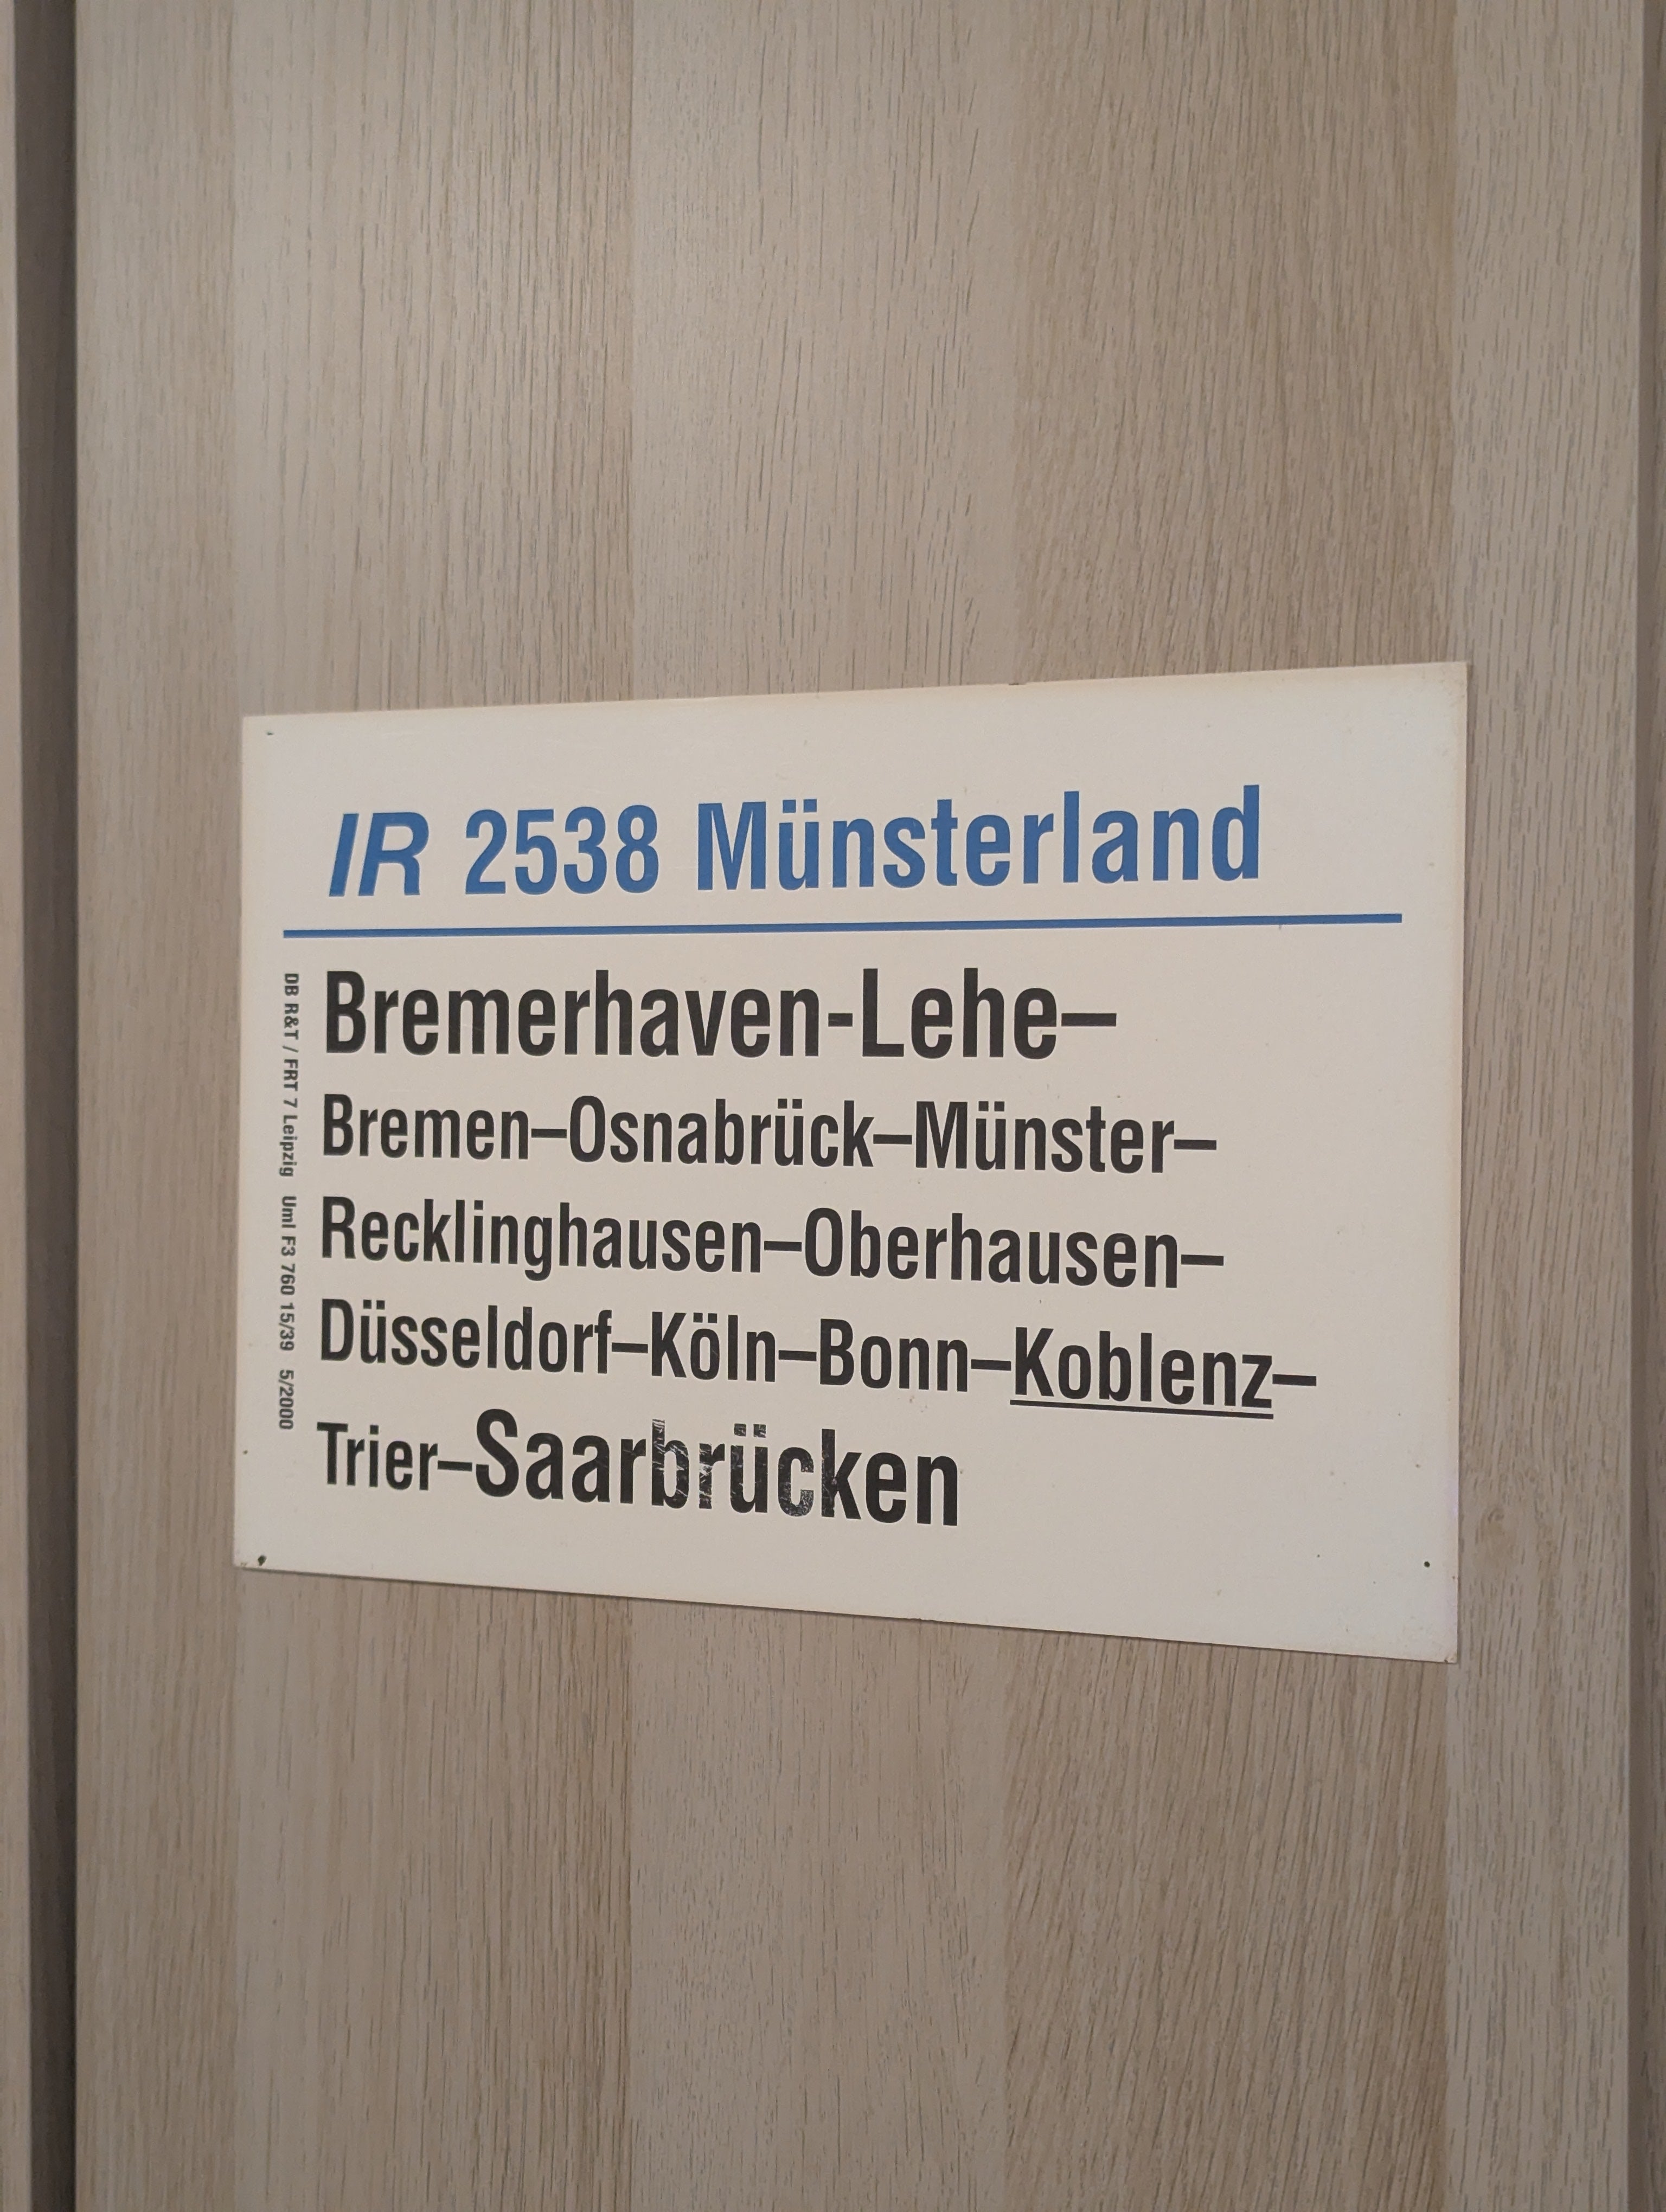 IR 2538 Münsterland
Bremerhaven-Lehe–
Bremen–Osnabrück–Münster–
Recklinghausen–Oberhausen–
Düsseldorf–Köln–Bonn–Koblenz–
Trier–Saarbrücken
DB R&T / FRT 7 Leipzig Uml F3 760 15/39 5/2000